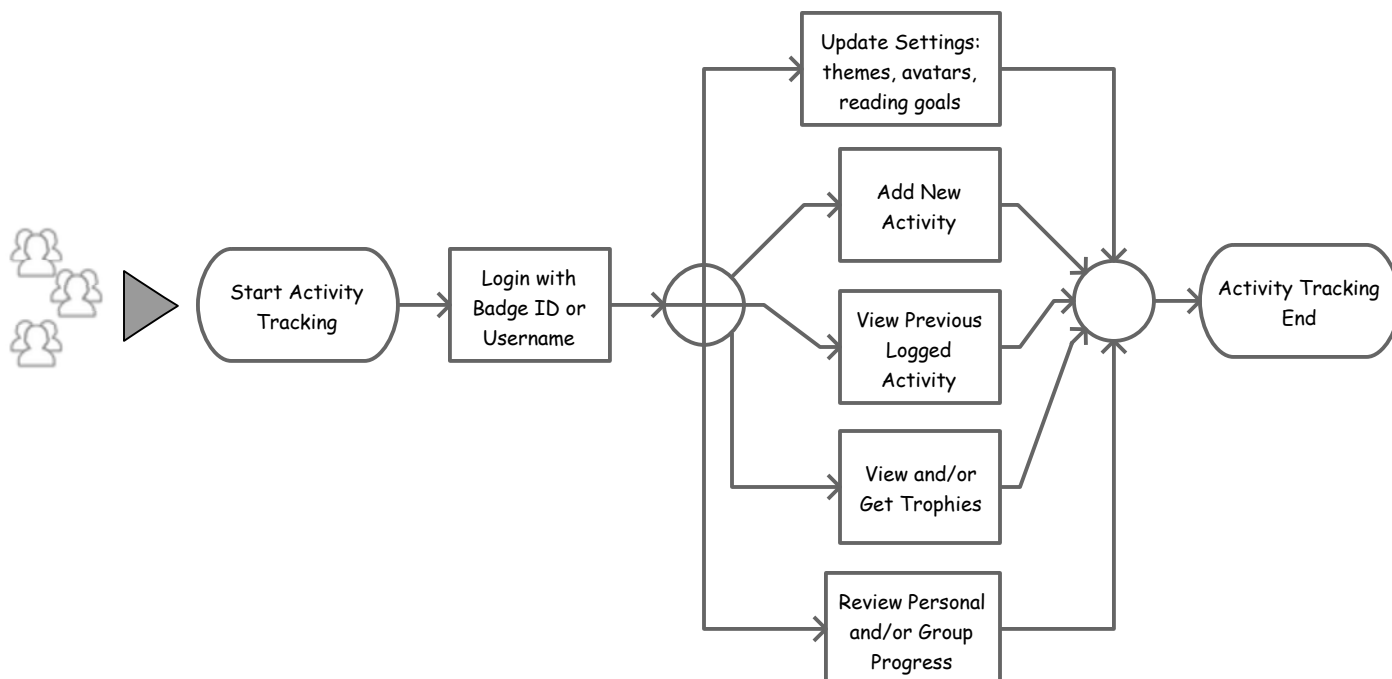 Start Activity
Tracking
Login with
Badge ID or
Username
Update Settings:
themes, avatars,
reading goals
Add New
Activity
View Previous
Logged
Activity
View and/or
Get Trophies
Review Personal
and/or Group
Progress
Activity Tracking
End